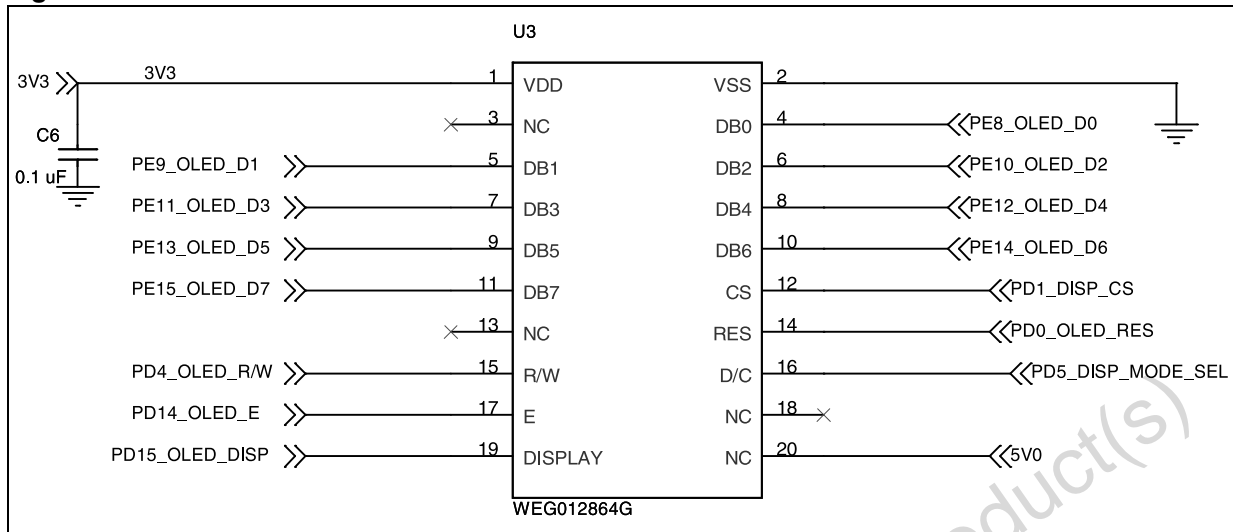 U3
3V3 3V3 1 VDD VSS 2
3 NC DB0 4 PE8_OLED_D0
C6
0.1 uF
PE9_OLED_D1 5 DB1 DB2 6 PE10_OLED_D2
PE11_OLED_D3 7 DB3 DB4 8 PE12_OLED_D4
PE13_OLED_D5 9 DB5 DB6 10 PE14_OLED_D6
PE15_OLED_D7 11 DB7 CS 12 PD1_DISP_CS
13 NC RES 14 PD0_OLED_RES
PD4_OLED_R/W 15 R/W D/C 16 PD5_DISP_MODE_SEL
PD14_OLED_E 17 E NC 18
PD15_OLED_DISP 19 DISPLAY NC 20 5V0
WEG012864G